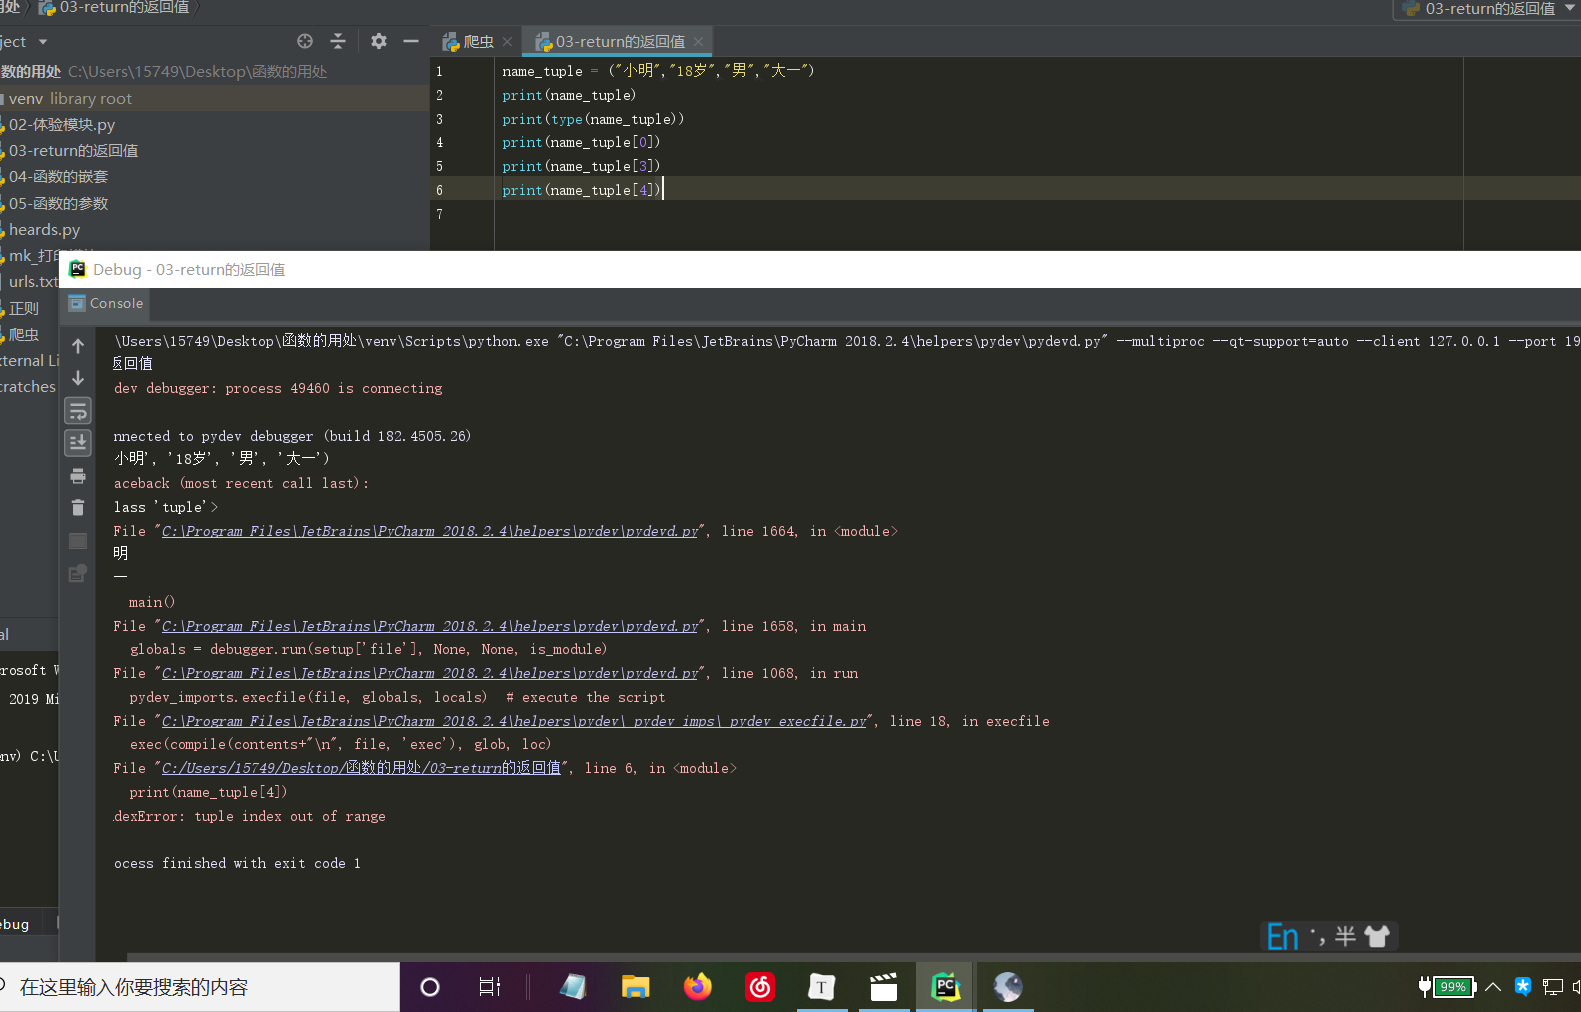 用处 03-return的返回值
03-return的返回值
ject
爬虫 03-return的返回值
数的用处 C:\Users\15749\Desktop\函数的用处
venv library root
02-体验模块.py
03-return的返回值
04-函数的嵌套
05-函数的参数
heards.py
mk_打印模块
urls.txt
正则
爬虫
xternal Li
cratches
1 name_tuple = ("小明","18岁","男","大一")
2 print(name_tuple)
3 print(type(name_tuple))
4 print(name_tuple[0])
5 print(name_tuple[3])
6 print(name_tuple[4])
7
Debug - 03-return的返回值
Console
\Users\15749\Desktop\函数的用处\venv\Scripts\python.exe "C:\Program Files\JetBrains\PyCharm 2018.2.4\helpers\pydev\pydevd.py" --multiproc --qt-support=auto --client 127.0.0.1 --port 19
返回值
dev debugger: process 49460 is connecting
nnected to pydev debugger (build 182.4505.26)
小明', '18岁', '男', '大一')
aceback (most recent call last):
lass 'tuple'>
File "C:\Program Files\JetBrains\PyCharm 2018.2.4\helpers\pydev\pydevd.py", line 1664, in <module>
明
一
main()
File "C:\Program Files\JetBrains\PyCharm 2018.2.4\helpers\pydev\pydevd.py", line 1658, in main
globals = debugger.run(setup['file'], None, None, is_module)
File "C:\Program Files\JetBrains\PyCharm 2018.2.4\helpers\pydev\pydevd.py", line 1068, in run
pydev_imports.execfile(file, globals, locals)  # execute the script
File "C:\Program Files\JetBrains\PyCharm 2018.2.4\helpers\pydev\_pydev_imps\_pydev_execfile.py", line 18, in execfile
exec(compile(contents+"\n", file, 'exec'), glob, loc)
File "C:/Users/15749/Desktop/函数的用处/03-return的返回值", line 6, in <module>
print(name_tuple[4])
dexError: tuple index out of range
ocess finished with exit code 1
al
rosoft W
2019 Mi
nv) C:\U
ebug
En ·, 半
在这里输入你要搜索的内容
T
PC
99%